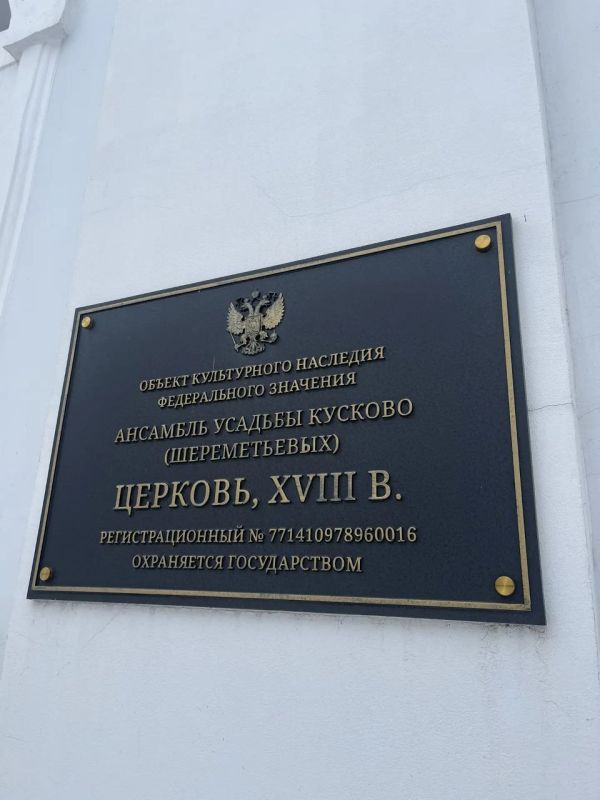 ОБЪЕКТ КУЛЬТУРНОГО НАСЛЕДИЯ
ФЕДЕРАЛЬНОГО ЗНАЧЕНИЯ
АНСАМБЛЬ УСАДЬБЫ КУСКОВО
(ШЕРЕМЕТЬЕВЫХ)
ЦЕРКОВЬ, XVIII В.
РЕГИСТРАЦИОННЫЙ № 771410978960016
ОХРАНЯЕТСЯ ГОСУДАРСТВОМ